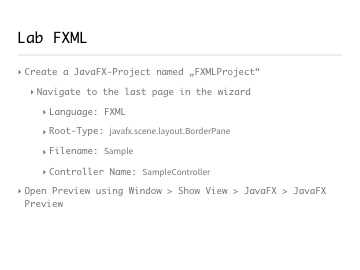 Lab FXML
Create a JavaFX-Project named „FXMLProject“
Navigate to the last page in the wizard
Language: FXML
Root-Type: javafx.scene.layout.BorderPane
Filename: Sample
Controller Name: SampleController
Open Preview using Window > Show View > JavaFX > JavaFX
Preview